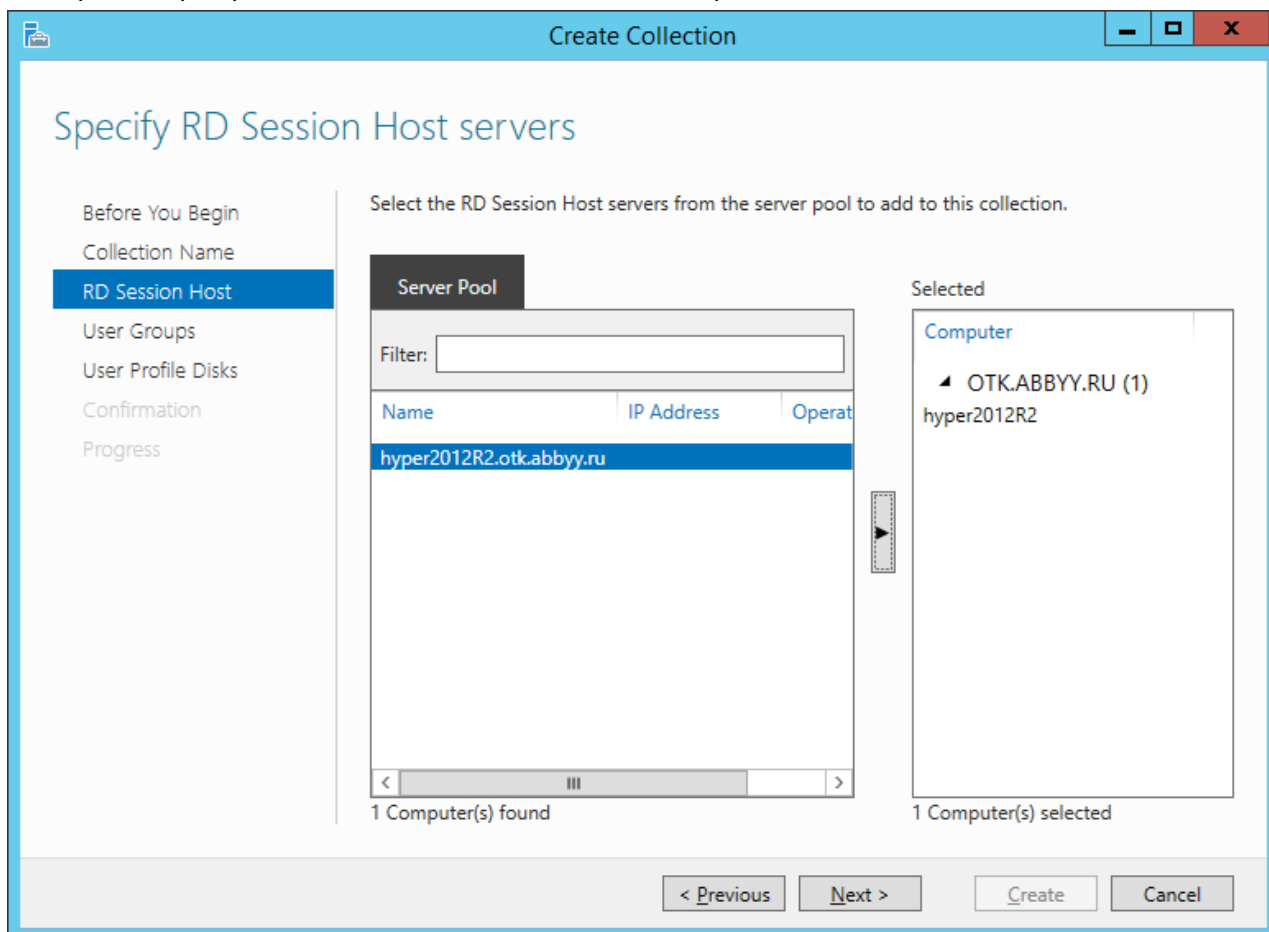 Create Collection
Specify RD Session Host servers
Before You Begin
Collection Name
RD Session Host
User Groups
User Profile Disks
Confirmation
Progress
Select the RD Session Host servers from the server pool to add to this collection.
Server Pool
Filter:
Name IP Address Operat
hyper2012R2.otk.abbyy.ru
1 Computer(s) found
Selected
Computer
OTK.ABBYY.RU (1)
hyper2012R2
1 Computer(s) selected
< Previous Next > Create Cancel